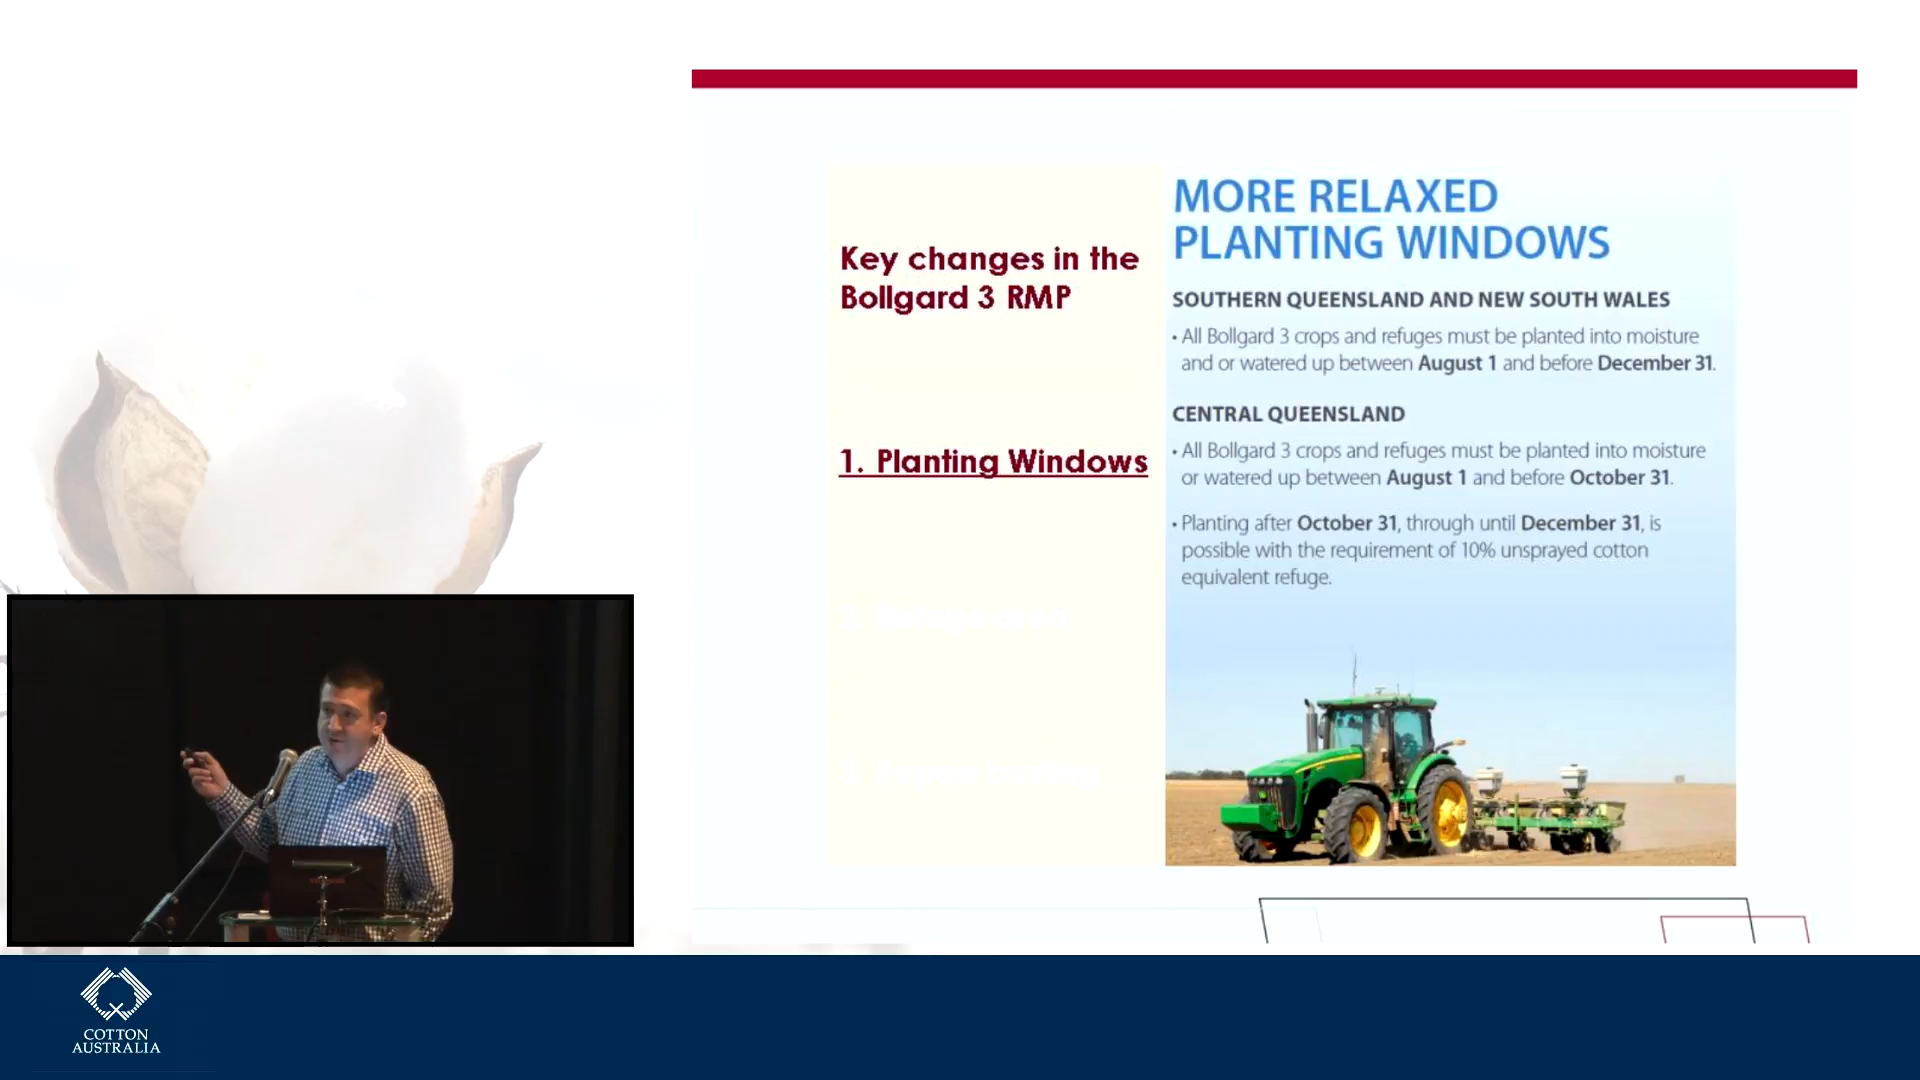 Key changes in the
Bollgard 3 RMP
1. Planting Windows
MORE RELAXED
PLANTING WINDOWS
SOUTHERN QUEENSLAND AND NEW SOUTH WALES
• All Bollgard 3 crops and refuges must be planted into moisture
and or watered up between August 1 and before December 31.
CENTRAL QUEENSLAND
• All Bollgard 3 crops and refuges must be planted into moisture
or watered up between August 1 and before October 31.
• Planting after October 31, through until December 31, is
possible with the requirement of 10% unsprayed cotton
equivalent refuge.
COTTON
AUSTRALIA